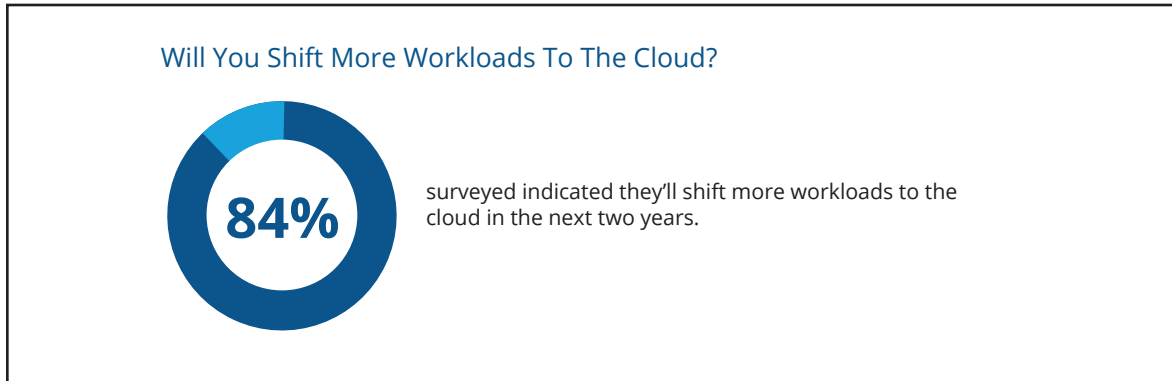 Will You Shift More Workloads To The Cloud?
84%
surveyed indicated they’ll shift more workloads to the
cloud in the next two years.